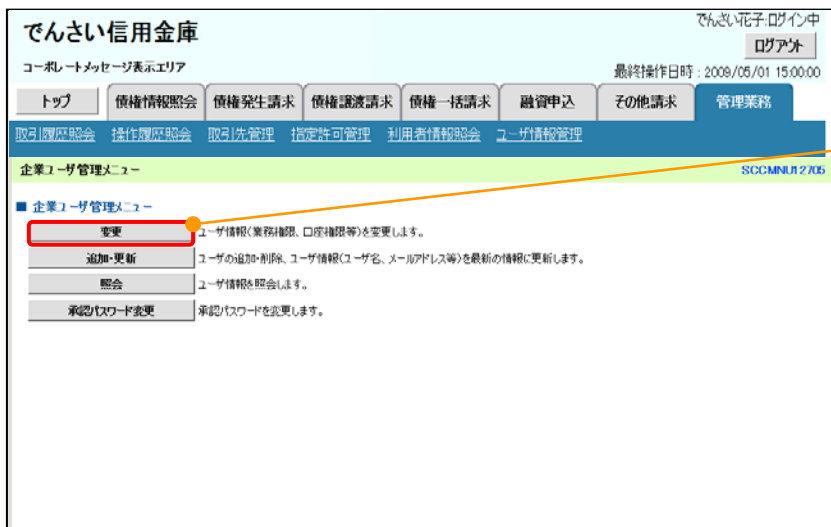 でんさい花子:ログイン中
でんさい信用金庫
ログアウト
コーポレートメッセージ表示エリア
最終操作日時:2009/05/01 15:00:00
トップ 債権情報照会 債権発生請求 債権譲渡請求 債権一括請求 融資申込 その他請求 管理業務
取引履歴照会 操作履歴照会 取引先管理 指定許可管理 利用者情報照会 ユーザ情報管理
企業ユーザ管理メニュー SCCMNU12705
■ 企業ユーザ管理メニュー
変更 ユーザ情報(業務権限、口座権限等)を変更します。
追加・更新 ユーザの追加・削除、ユーザ情報(ユーザ名、メールアドレス等)を最新の情報に更新します。
照会 ユーザ情報を照会します。
承認パスワード変更 承認パスワードを変更します。